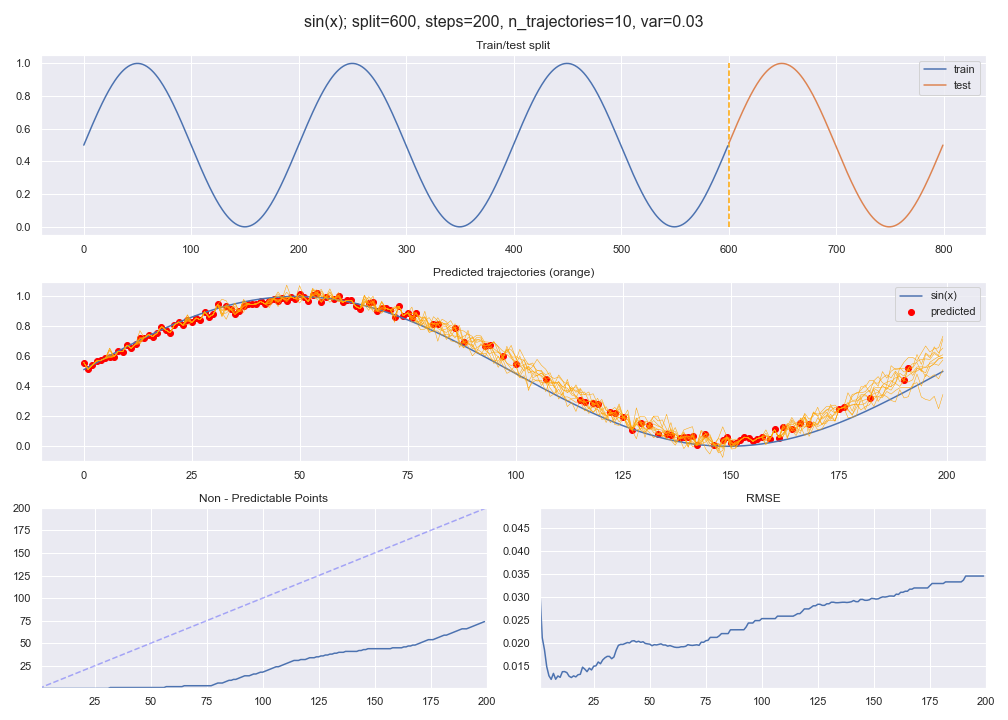 sin(x); split=600, steps=200, n_trajectories=10, var=0.03
Train/test split
1.0
0.8
0.6
0.4
0.2
0.0
train
test
0 100 200 300 400 500 600 700 800
Predicted trajectories (orange)
1.0
0.8
0.6
0.4
0.2
0.0
sin(x)
predicted
0 25 50 75 100 125 150 175 200
Non - Predictable Points
200
175
150
125
100
75
50
25
25 50 75 100 125 150 175 200
RMSE
0.045
0.040
0.035
0.030
0.025
0.020
0.015
25 50 75 100 125 150 175 200